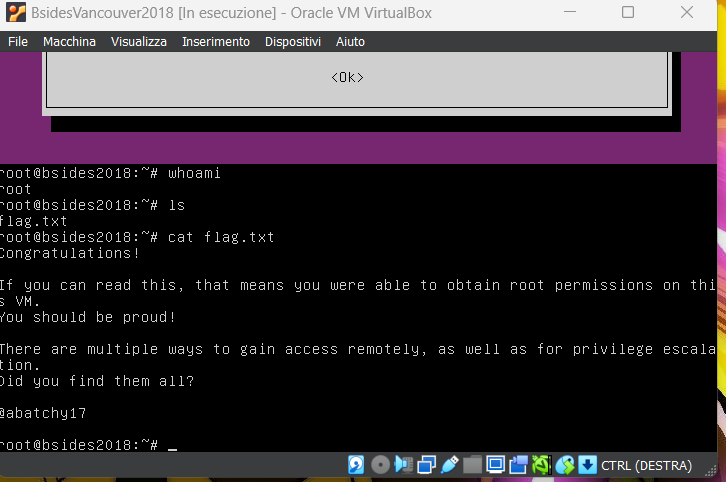 BsidesVancouver2018 [In esecuzione] - Oracle VM VirtualBox
File Macchina Visualizza Inserimento Dispositivi Aiuto
<Ok>
root@bsides2018:~# whoami
root
root@bsides2018:~# ls
flag.txt
root@bsides2018:~# cat flag.txt
Congratulations!
If you can read this, that means you were able to obtain root permissions on thi
s VM.
You should be proud!
There are multiple ways to gain access remotely, as well as for privilege escala
tion.
Did you find them all?
@abatchy17
root@bsides2018:~# _
CTRL (DESTRA)